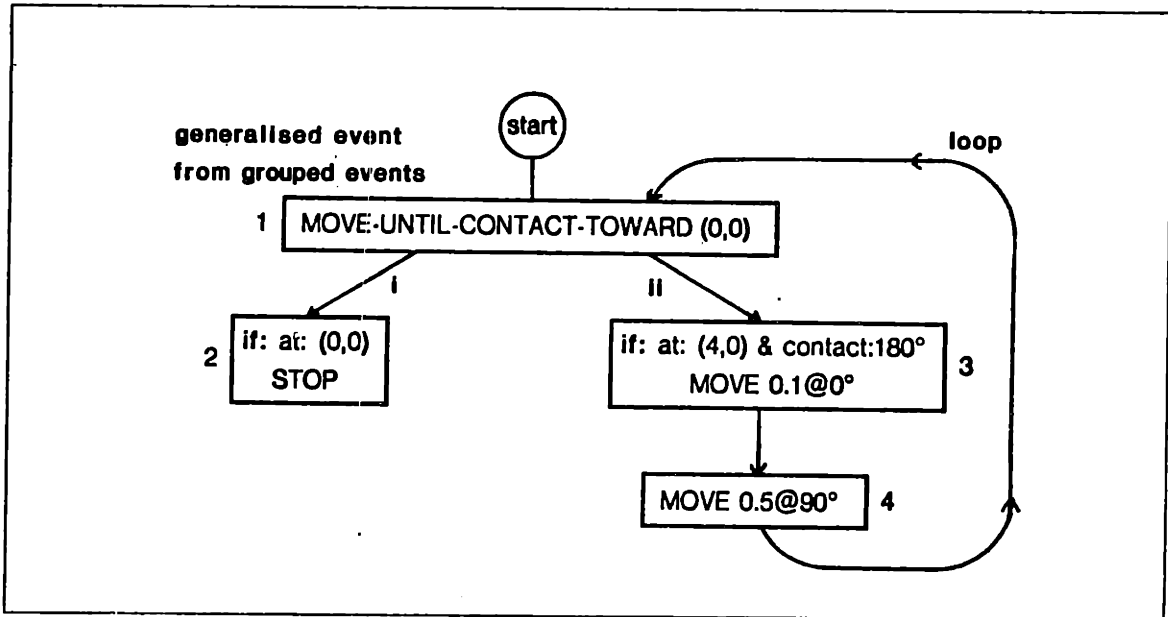 start
generalised event
from grouped events
loop
1
MOVE-UNTIL-CONTACT-TOWARD (0,0)
i
ii
2
if: at: (0,0)
STOP
if: at: (4,0) & contact:180°
MOVE 0.1@0°
3
MOVE 0.5@90°
4